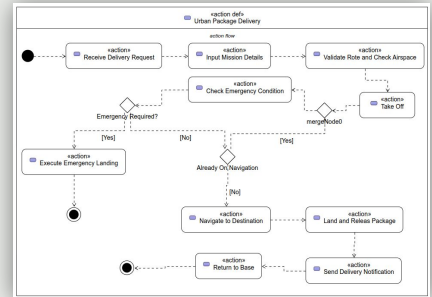 «action def»
Urban Package Delivery
action flow
«action»
Receive Delivery Request
«action»
Input Mission Details
«action»
Validate Rote and Check Airspace
«action»
Check Emergency Condition
«action»
Take Off
mergeNode0
Emergency Required?
[Yes]
[No]
[Yes]
«action»
Execute Emergency Landing
Already On Navigation
[No]
«action»
Navigate to Destination
«action»
Land and Releas Package
«action»
Return to Base
«action»
Send Delivery Notification